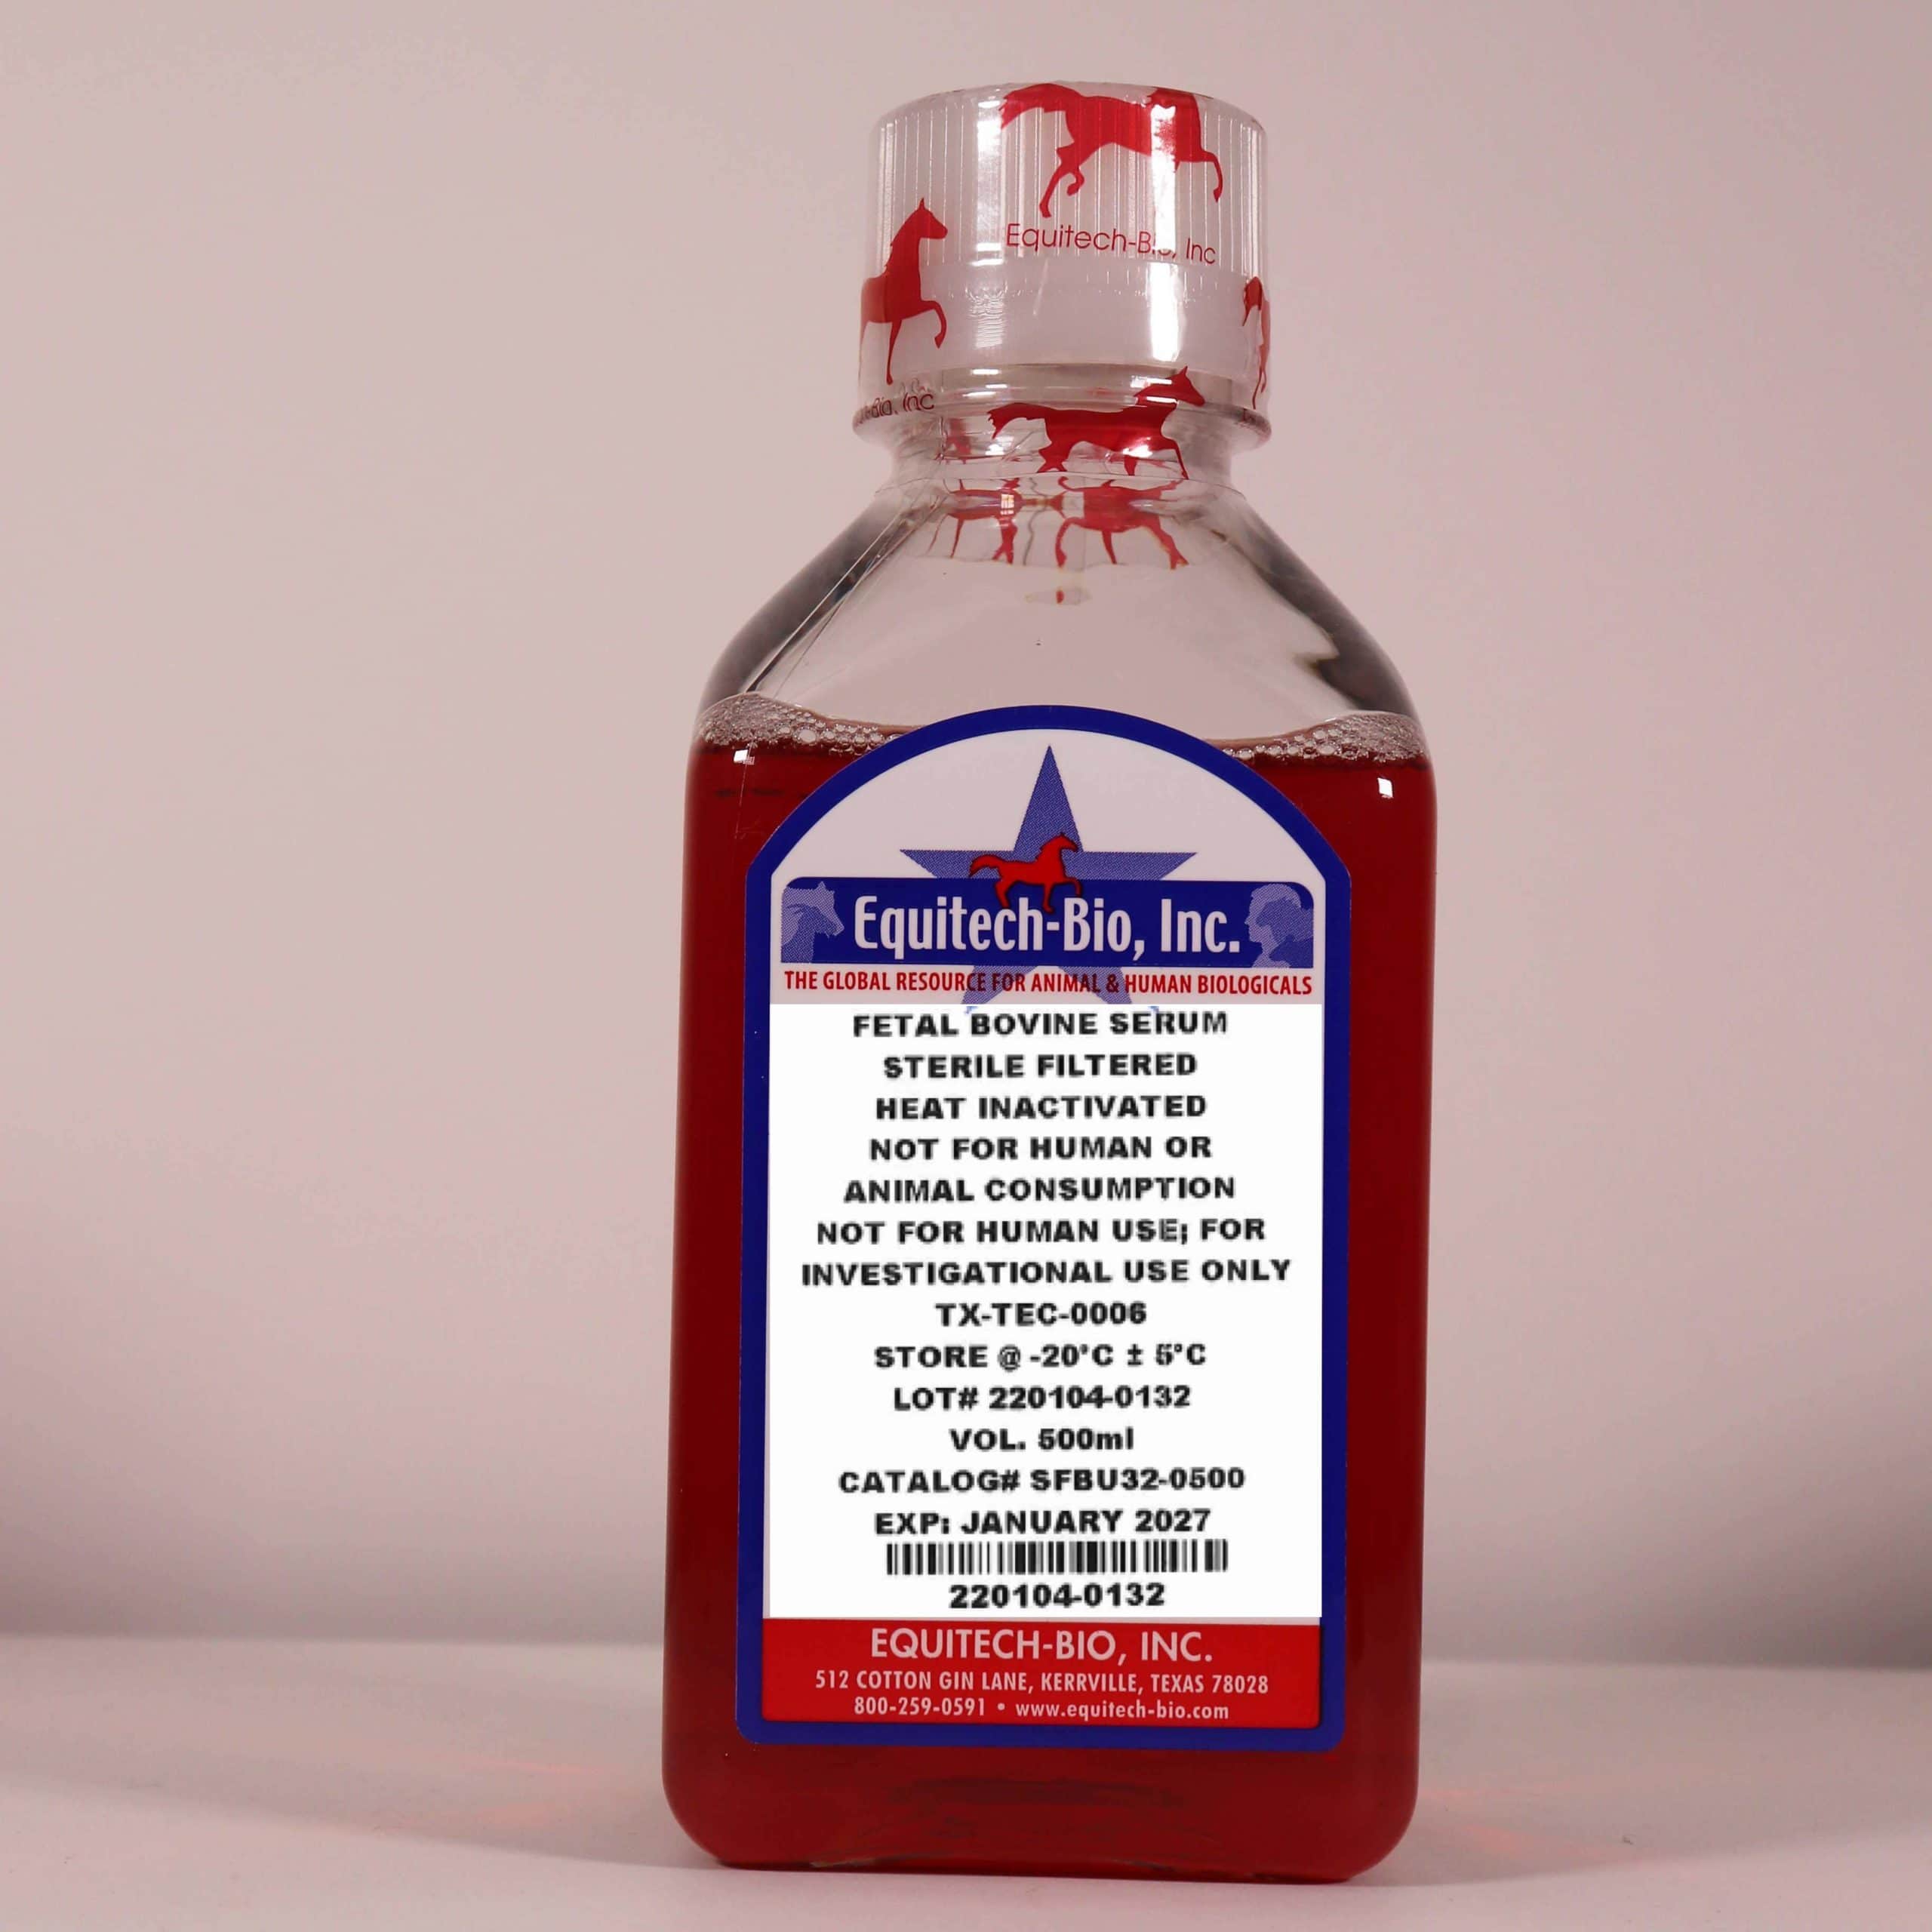 Equitech-Bio, Inc
Bio, Inc
Equitech-Bio, Inc.
THE GLOBAL RESOURCE FOR ANIMAL & HUMAN BIOLOGICALS
FETAL BOVINE SERUM
STERILE FILTERED
HEAT INACTIVATED
NOT FOR HUMAN OR
ANIMAL CONSUMPTION
NOT FOR HUMAN USE; FOR
INVESTIGATIONAL USE ONLY
TX-TEC-0006
STORE @ -20°C ± 5°C
LOT# 220104-0132
VOL. 500ml
CATALOG# SFBU32-0500
EXP: JANUARY 2027
220104-0132
EQUITECH-BIO, INC.
512 COTTON GIN LANE, KERRVILLE, TEXAS 78028
800-259-0591 • www.equitech-bio.com